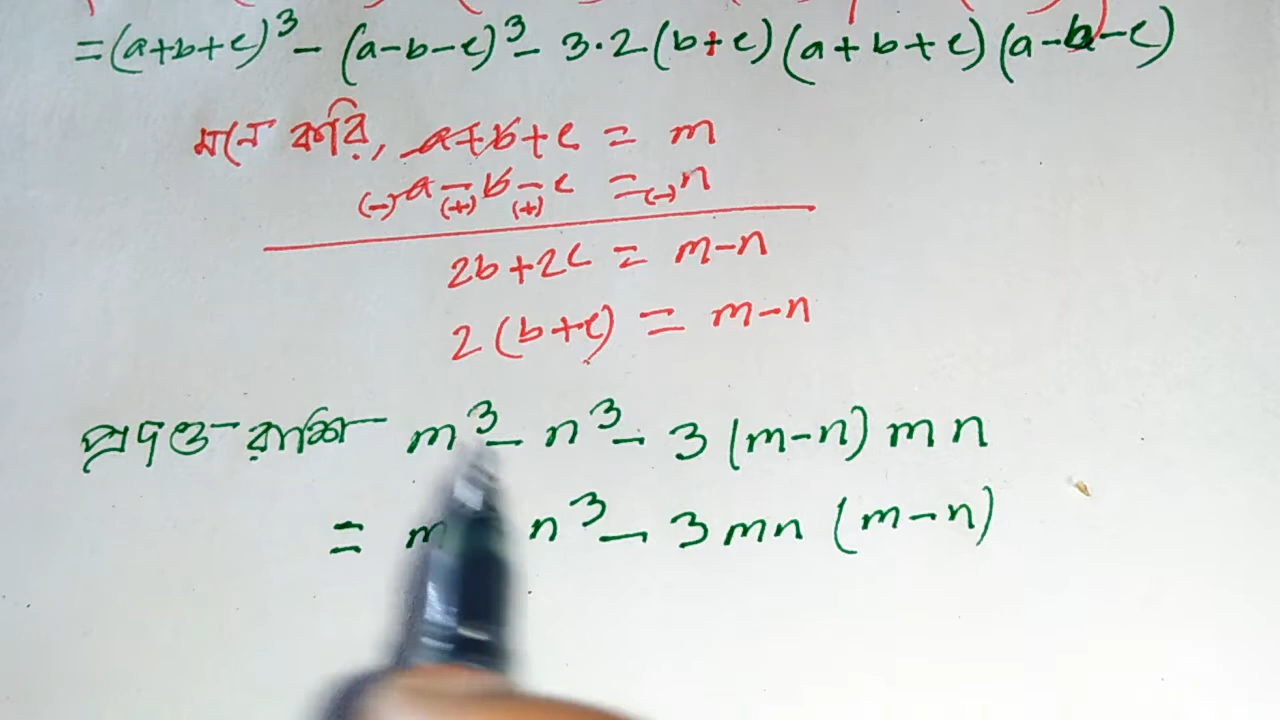 = (a+b+c)³ - (a-b-c)³ - 3·2(b+c)(a+b+c)(a-b-c)
মনে করি, a+b+c = m
(-)a -(+) b -(+) c = (-)n
2b+2c = m-n
2(b+c) = m-n
প্রদত্ত রাশি m³ - n³ - 3(m-n)mn
= m n³ - 3mn(m-n)